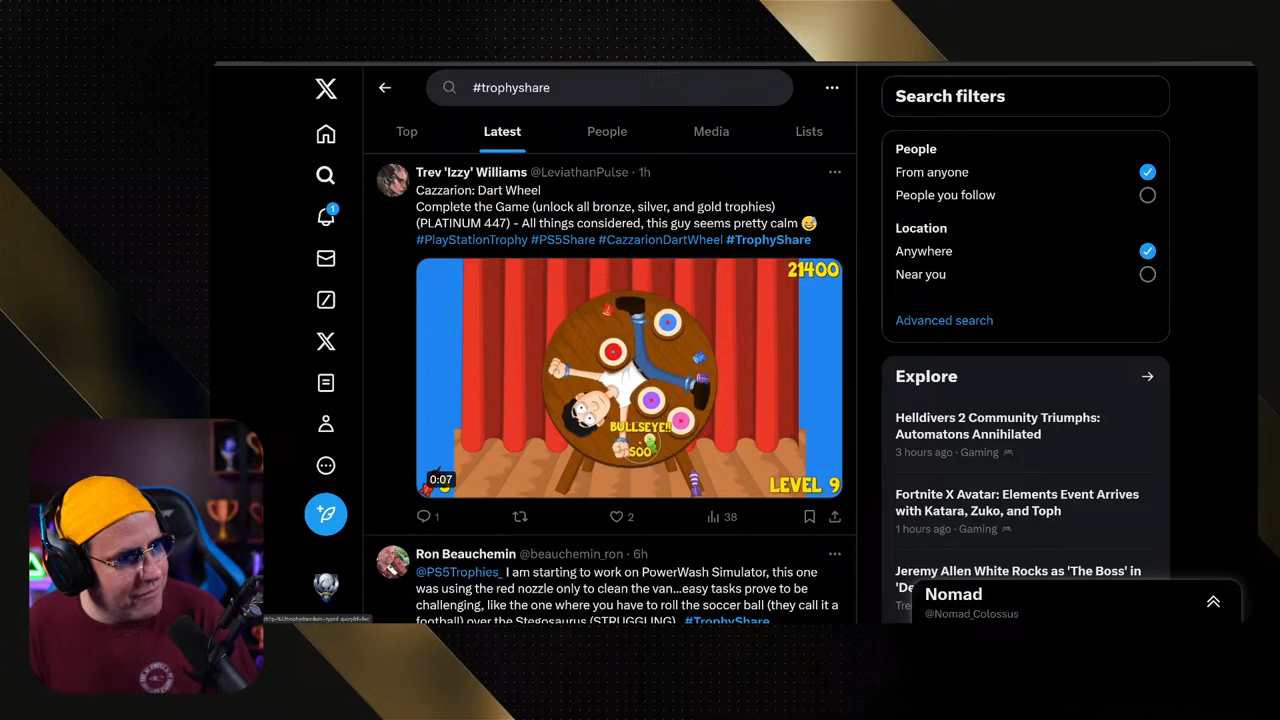 #trophyshare
Top
Latest
People
Media
Lists
1
Trev 'Izzy' Williams @LeviathanPulse · 1h
Cazzarion: Dart Wheel
Complete the Game (unlock all bronze, silver, and gold trophies)
(PLATINUM 447) - All things considered, this guy seems pretty calm 😅
#PlayStationTrophy #PS5Share #CazzarionDartWheel #TrophyShare
21400
BULLSEYE!!
500
0:07
LEVEL 9
1
2
38
Ron Beauchemin @beauchemin_ron · 6h
@PS5Trophies_ I am starting to work on PowerWash Simulator, this one
was using the red nozzle only to clean the van...easy tasks prove to be
challenging, like the one where you have to roll the soccer ball (they call it a
football) over the Stegosaurus (STRUGGLING). #TrophyShare
Search filters
People
From anyone
People you follow
Location
Anywhere
Near you
Advanced search
Explore
Helldivers 2 Community Triumphs:
Automatons Annihilated
3 hours ago · Gaming
Fortnite X Avatar: Elements Event Arrives
with Katara, Zuko, and Toph
1 hours ago · Gaming
Jeremy Allen White Rocks as 'The Boss' in
Nomad
@Nomad_Colossus